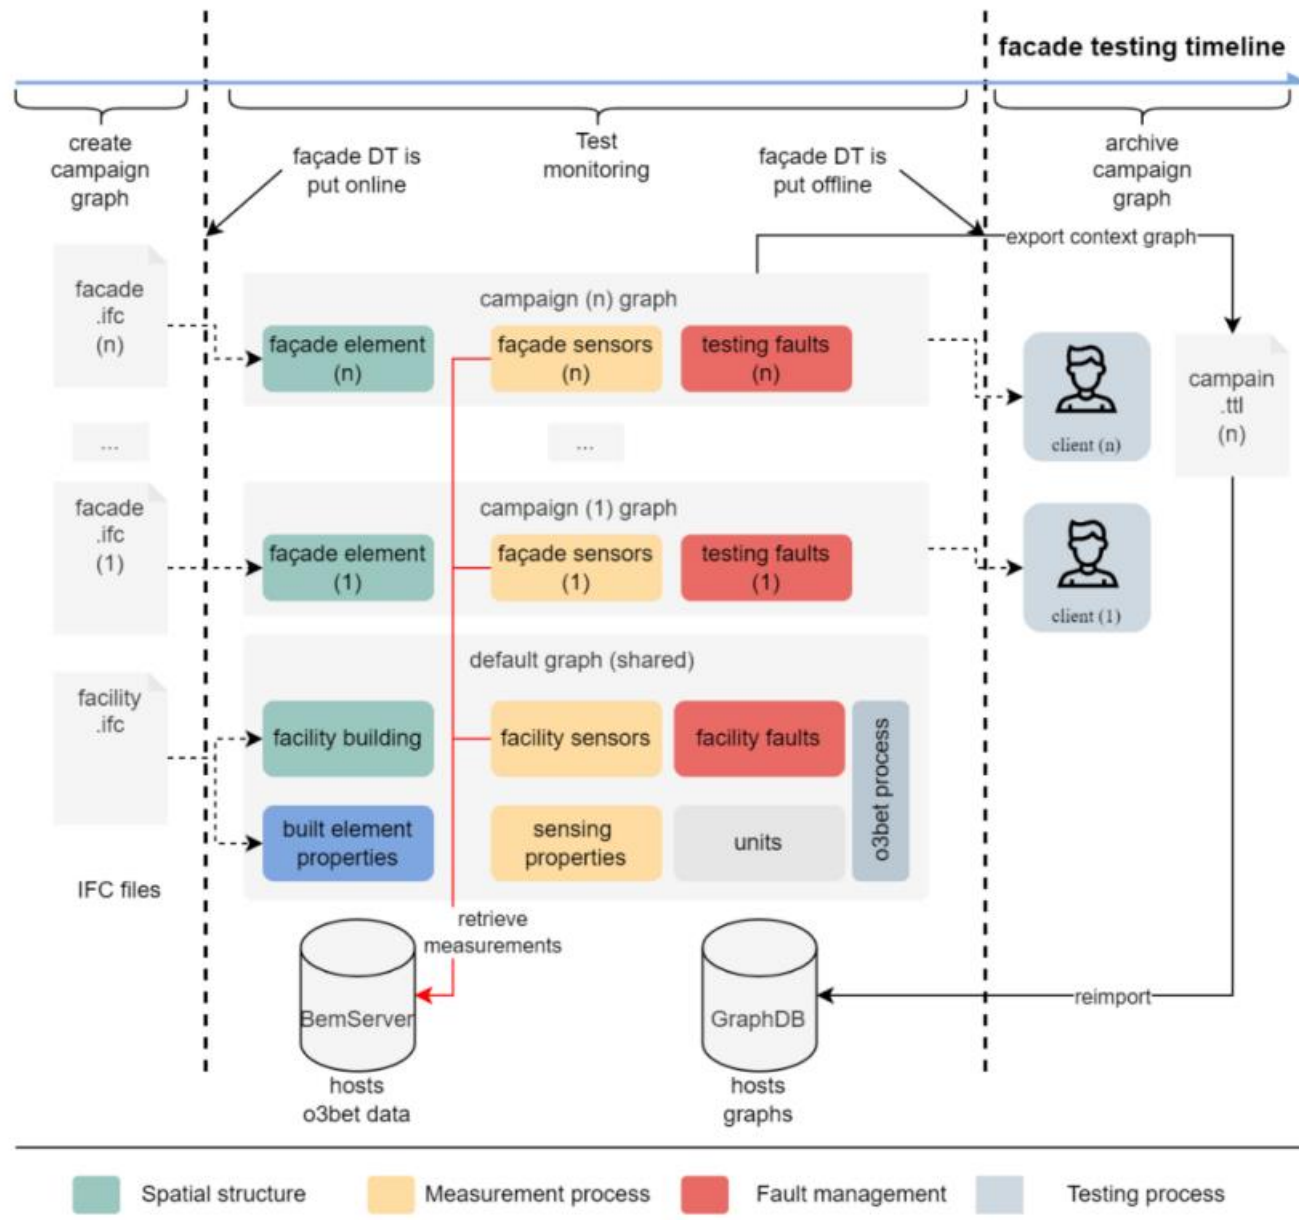 facade testing timeline
create
campaign
graph
façade DT is
put online
Test
monitoring
façade DT is
put offline
archive
campaign
graph
export context graph
facade
.ifc
(n)
campaign (n) graph
façade element
(n)
façade sensors
(n)
testing faults
(n)
client (n)
campain
.ttl
(n)
...
...
facade
.ifc
(1)
campaign (1) graph
façade element
(1)
façade sensors
(1)
testing faults
(1)
client (1)
facility
.ifc
default graph (shared)
facility building
facility sensors
facility faults
o3bet process
built element
properties
sensing
properties
units
IFC files
retrieve
measurements
BemServer
GraphDB
reimport
hosts
o3bet data
hosts
graphs
Spatial structure
Measurement process
Fault management
Testing process